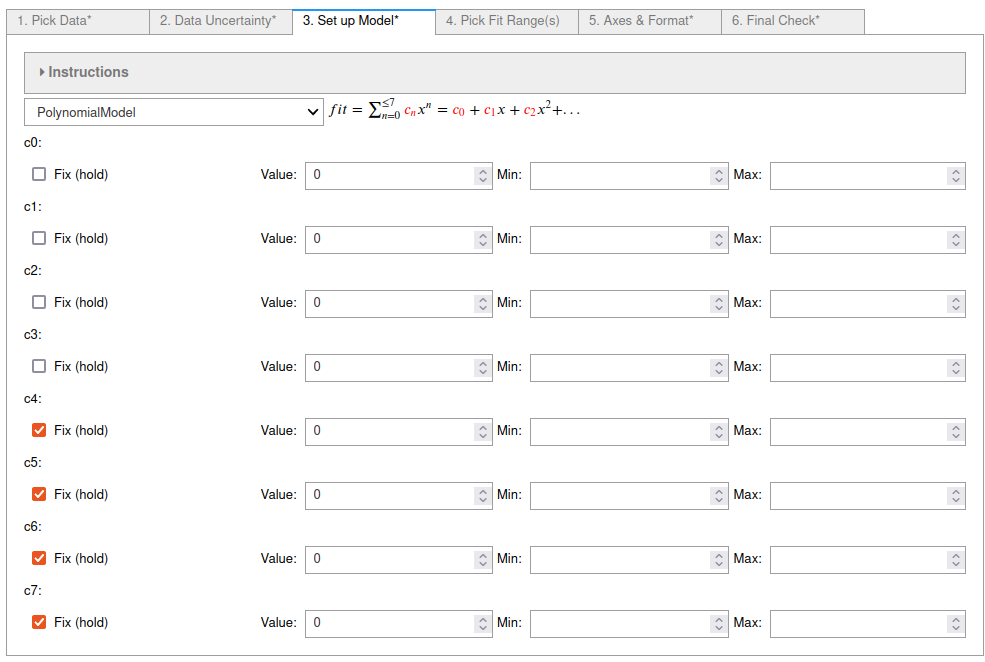 1. Pick Data* 2. Data Uncertainty* 3. Set up Model* 4. Pick Fit Range(s) 5. Axes & Format* 6. Final Check*
Instructions
PolynomialModel fit = ∑_{n=0}^{≤7} c_n x^n = c_0 + c_1 x + c_2 x^2 + . . .
c0:
Fix (hold) Value: 0 Min: Max:
c1:
Fix (hold) Value: 0 Min: Max:
c2:
Fix (hold) Value: 0 Min: Max:
c3:
Fix (hold) Value: 0 Min: Max:
c4:
Fix (hold) Value: 0 Min: Max:
c5:
Fix (hold) Value: 0 Min: Max:
c6:
Fix (hold) Value: 0 Min: Max:
c7:
Fix (hold) Value: 0 Min: Max: